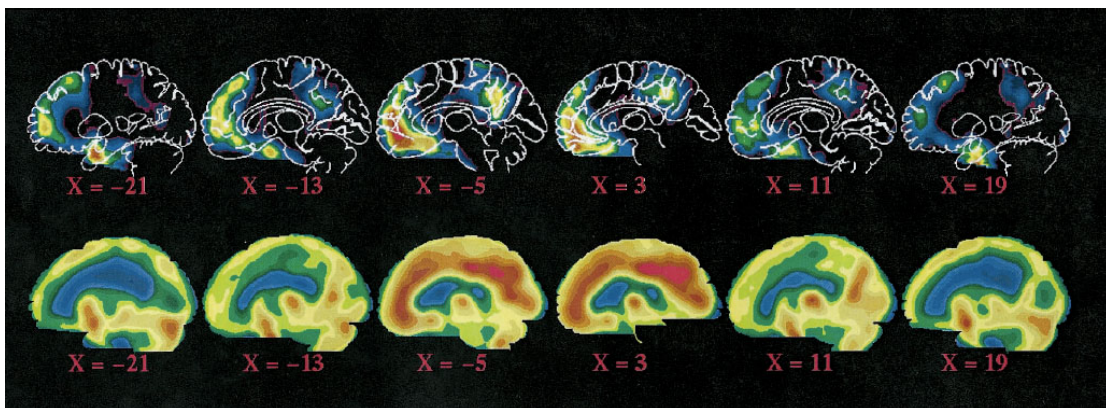 X = −21 X = −13 X = −5 X = 3 X = 11 X = 19
X = −21 X = −13 X = −5 X = 3 X = 11 X = 19